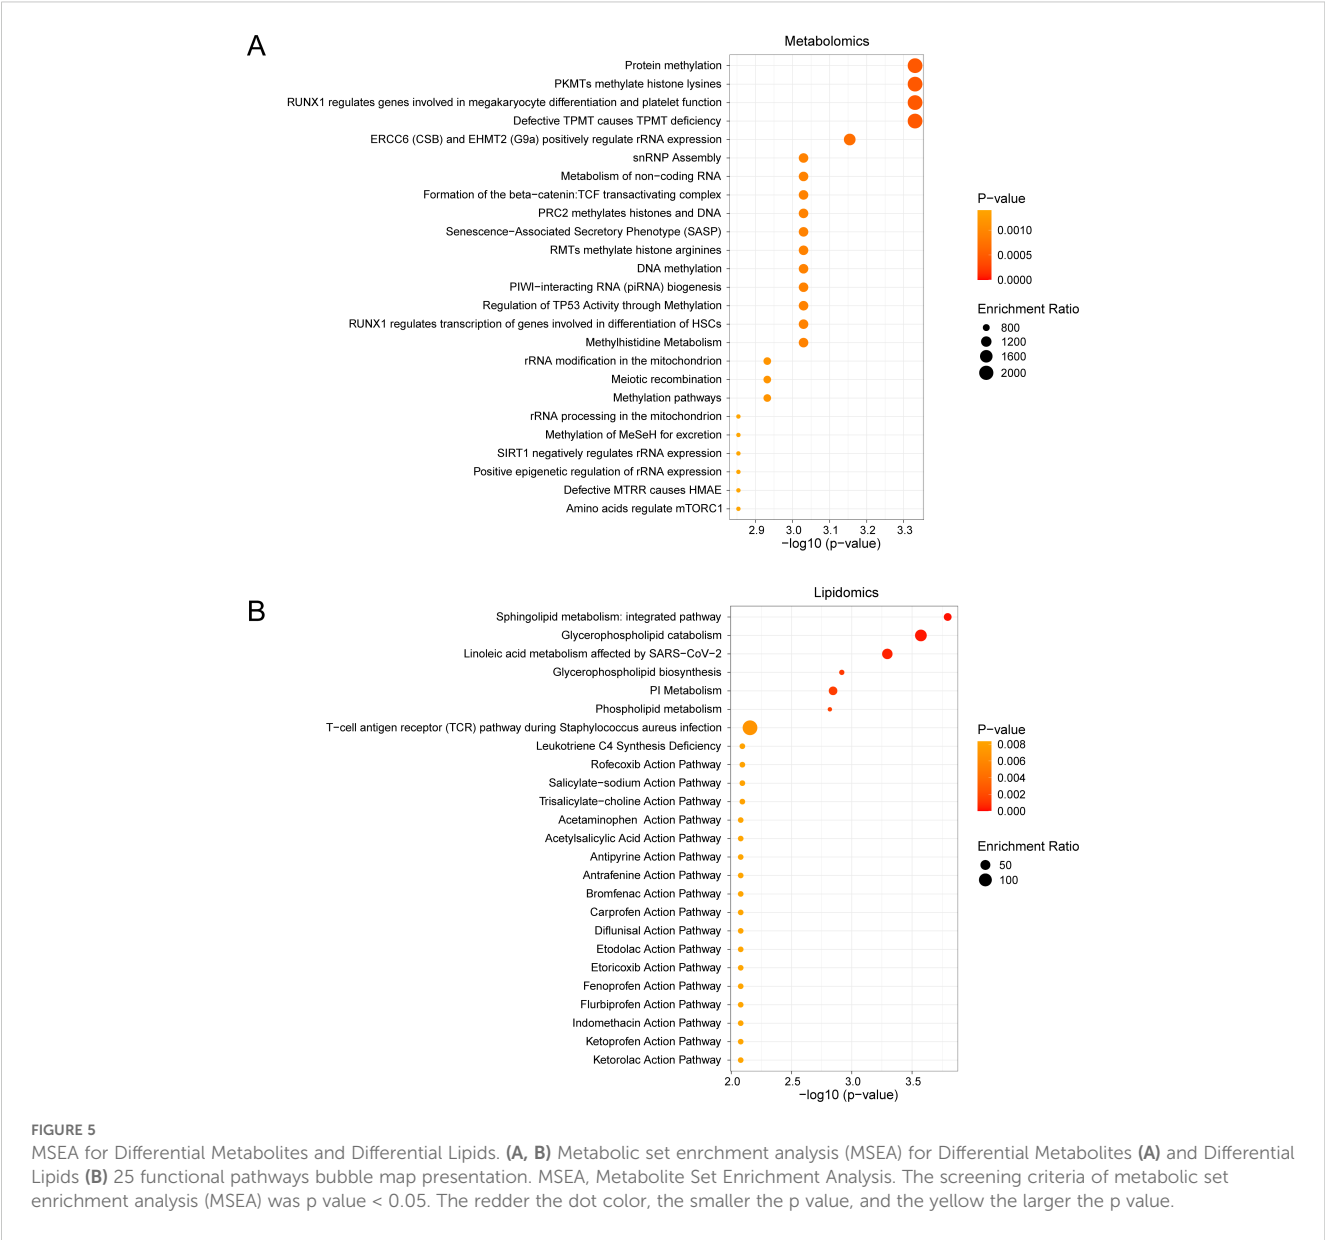 A
Metabolomics
Protein methylation
PKMTs methylate histone lysines
RUNX1 regulates genes involved in megakaryocyte differentiation and platelet function
Defective TPMT causes TPMT deficiency
ERCC6 (CSB) and EHMT2 (G9a) positively regulate rRNA expression
snRNP Assembly
Metabolism of non−coding RNA
Formation of the beta−catenin:TCF transactivating complex
PRC2 methylates histones and DNA
Senescence−Associated Secretory Phenotype (SASP)
RMTs methylate histone arginines
DNA methylation
PIWI−interacting RNA (piRNA) biogenesis
Regulation of TP53 Activity through Methylation
RUNX1 regulates transcription of genes involved in differentiation of HSCs
Methylhistidine Metabolism
rRNA modification in the mitochondrion
Meiotic recombination
Methylation pathways
rRNA processing in the mitochondrion
Methylation of MeSeH for excretion
SIRT1 negatively regulates rRNA expression
Positive epigenetic regulation of rRNA expression
Defective MTRR causes HMAE
Amino acids regulate mTORC1
2.9 3.0 3.1 3.2 3.3
−log10 (p−value)
P−value
0.0010
0.0005
0.0000
Enrichment Ratio
800
1200
1600
2000
B
Lipidomics
Sphingolipid metabolism: integrated pathway
Glycerophospholipid catabolism
Linoleic acid metabolism affected by SARS−CoV−2
Glycerophospholipid biosynthesis
PI Metabolism
Phospholipid metabolism
T−cell antigen receptor (TCR) pathway during Staphylococcus aureus infection
Leukotriene C4 Synthesis Deficiency
Rofecoxib Action Pathway
Salicylate−sodium Action Pathway
Trisalicylate−choline Action Pathway
Acetaminophen  Action Pathway
Acetylsalicylic Acid Action Pathway
Antipyrine Action Pathway
Antrafenine Action Pathway
Bromfenac Action Pathway
Carprofen Action Pathway
Diflunisal Action Pathway
Etodolac Action Pathway
Etoricoxib Action Pathway
Fenoprofen Action Pathway
Flurbiprofen Action Pathway
Indomethacin Action Pathway
Ketoprofen Action Pathway
Ketorolac Action Pathway
2.0 2.5 3.0 3.5
−log10 (p−value)
P−value
0.008
0.006
0.004
0.002
0.000
Enrichment Ratio
50
100
FIGURE 5
MSEA for Differential Metabolites and Differential Lipids. (A, B) Metabolic set enrchment analysis (MSEA) for Differential Metabolites (A) and Differential
Lipids (B) 25 functional pathways bubble map presentation. MSEA, Metabolite Set Enrichment Analysis. The screening criteria of metabolic set
enrichment analysis (MSEA) was p value < 0.05. The redder the dot color, the smaller the p value, and the yellow the larger the p value.